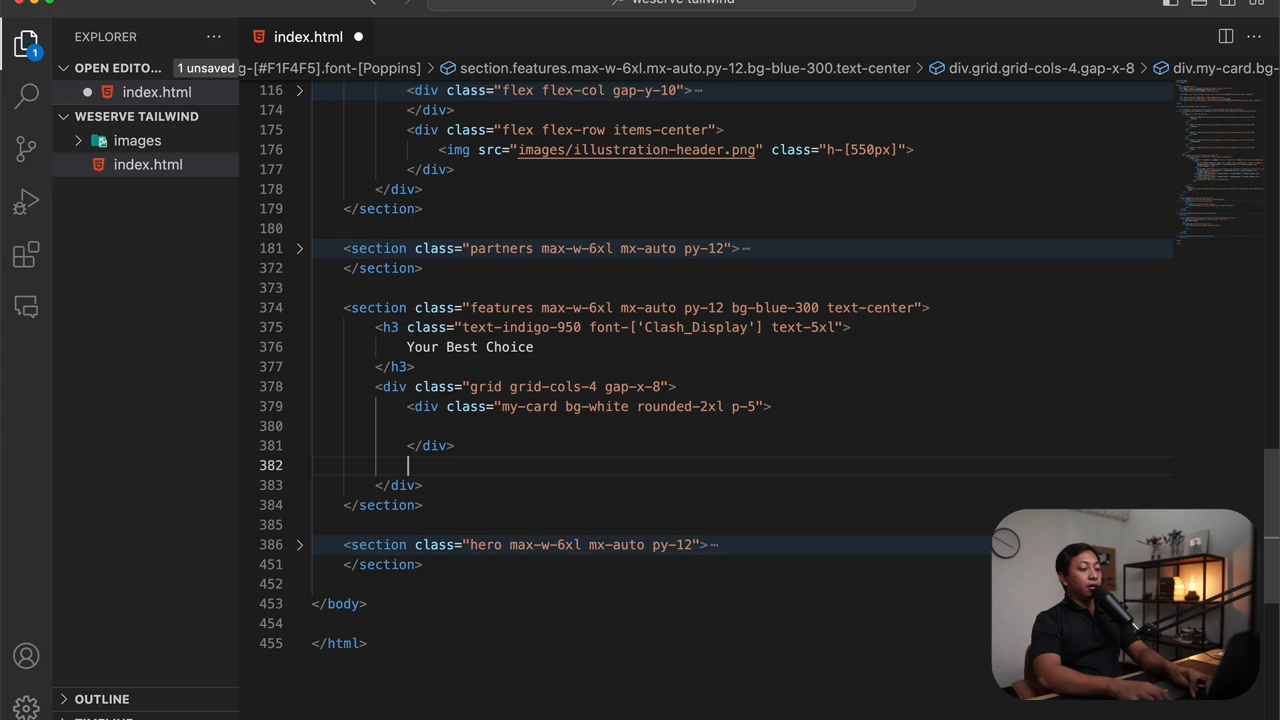 weserve tailwind
EXPLORER
index.html
OPEN EDITO...
1 unsaved
g-[#F1F4F5].font-[Poppins] > section.features.max-w-6xl.mx-auto.py-12.bg-blue-300.text-center > div.grid.grid-cols-4.gap-x-8 > div.my-card.bg-white
index.html
WESERVE TAILWIND
images
index.html
116 <div class="flex flex-col gap-y-10">
174 </div>
175 <div class="flex flex-row items-center">
176 <img src="images/illustration-header.png" class="h-[550px]">
177 </div>
178 </div>
179 </section>
180
181 <section class="partners max-w-6xl mx-auto py-12">
372 </section>
373
374 <section class="features max-w-6xl mx-auto py-12 bg-blue-300 text-center">
375 <h3 class="text-indigo-950 font-['Clash_Display'] text-5xl">
376 Your Best Choice
377 </h3>
378 <div class="grid grid-cols-4 gap-x-8">
379 <div class="my-card bg-white rounded-2xl p-5">
380
381 </div>
382
383 </div>
384 </section>
385
386 <section class="hero max-w-6xl mx-auto py-12">
451 </section>
452
453 </body>
454
455 </html>
1
OUTLINE